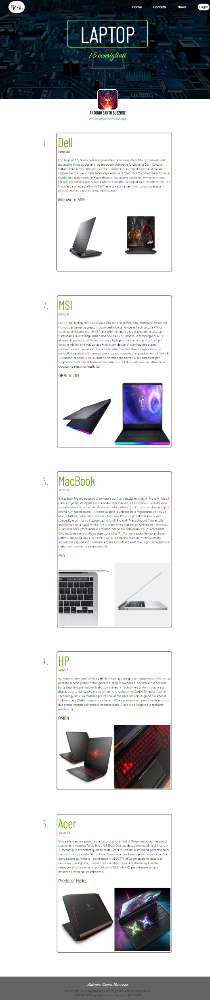 #MHW1
Home Contatti News Login
LAPTOP
I 5 consigliati
ANTONIO SANTO BUZZONE
ultimo aggiornamento: oggi
1.
Dell
Voto: 8.5
Con Legend 2.0, l'iconico design geometrico e le linee affusolate passano al livello
successivo. Il nuovo design si contraddistingue per le funzionalità Dark Core, la
finitura setosa resistente alle macchie e l'illuminazione AlienFX personalizzabile. I
miglioramenti a livello della tecnologia Alienware Cryo-Tech™, come Element 31 e la
regolazione della tensione HyperEfficient, assicurano condizioni termiche ottimali
per ore, per sessioni di gioco più intense e lunghe. La frequenza di refresh di 360 Hz e
l'innovativa scheda grafica NVIDIA® assicurano una gamma di colori più ampia,
velocità elevate e grafica senza interruzioni.
Alienware M15
2.
MSI
Voto: 8
Le GPU per laptop NVIDIA GeForce RTX serie 30 alimentano i laptop più veloci del
mondo per gamers e creators. Sono costruiti con Ampere, l'architettura RTX di
seconda generazione di NVIDIA, per offrirti la grafica ray-tracing più realistica e
funzionalità IA all'avanguardia come NVIDIA DLSS. Inoltre, le tecnologie Max-Q
liberano la potenza dell'IA per realizzare laptop sottili e ad alte prestazioni, più
veloci e migliori che mai. La luce Mystic con design di illuminazione aurora
panoramica si espande su tutta la parte anteriore del telaio. Ciò garantisce un
controllo granulare sull'illuminazione, creando combinazioni praticamente infinite in
16,8 milioni di colori. Il GE76 Raider è dotato delle porte I/O più complete per
supportare tutti i tipi di trasmissione dati o output di visualizzazione, offrendo ai
giocatori la massima flessibilità.
GE76 raider
3.
MacBook
Voto: 9
Il MacBook Pro più potente di sempre è qui. Ha i velocissimi chip M1 Pro o M1 Max, i
primi progettati da Apple per il mondo professionale, ed è capace di performance
rivoluzionarie con un'incredibile durata della batteria. E poi ci sono un display Liquid
Retina XDR spettacolare, il sistema audio e la videocamera migliori mai visti su un
Mac, e tutte le porte che ti servono. MacBook Pro è un portatile di una nuova
specie. Ed è un mostro di potenza. I chip M1 Pro e M1 Max spingono l'incredibile
architettura M1 a nuovi livelli e per la prima volta portano un system on a chip (SoC)
su un notebook professionale. Entrambi hanno più core nella CPU, più core nella
GPU e più memoria unificata rispetto al chip M1. Ma non è tutto: hanno anche un
potente Neural Engine che mette il turbo al machine learning, e media engine
evoluti che supportano il formato ProRes. Con M1 Pro e M1 Max, ogni professionista
potrà fare cose fino a ieri impensabili.
Pro
4.
HP
Voto: 7
Vai sempre oltre con OMEN by HP 16,1" Gaming Laptop. Con il processore AMD e una
potente scheda grafica potrai giocare al meglio ovunque ti portino le tue passioni.
Porta il gaming a un nuovo livello con immagini nitidissime e uniformi grazie a un
display ad alta risoluzione e a un refresh rate rapidissimo. OMEN Tempest Cooling
Technology assicura massime prestazioni anche nelle sessioni di gioco più intense.
La tecnologia OMEN Tempest mantiene il PC in condizioni sempre ottimali, grazie a
due grandi ventole sul fondo e tre prese d'aria. Gioca più a lungo e alle massime
prestazioni.
OMEN
5.
Acer
Voto: 7.5
Gioca alla massima potenza con un processore Intel di 11a generazione, in grado di
raggiungere velocità Turbo fino a 4,6GHz.2 Con una dotazione massima di 8 core e
16 thread, può affrontare qualsiasi sfida. Scopri tu stesso le incredibili potenzialità di
questo sistema.Queste GPU offrono le massime prestazioni per i gamer e i creator.
Sono basate su Ampere, l'architettura NVIDIA RTX di 2a generazione, dotate di
nuovi Ray Tracing Core, Tensor Core e multiprocessori di streaming. Questo
notebook sfrutta anche la tecnologia NVIDIA® Max-Q1 per ottenere sempre
massime prestazioni ed efficienza.
Predator Helios
Antonio Santo Buzzone
github: antoniobuzzone99
ingegneria informatica a.a: 2021-2022